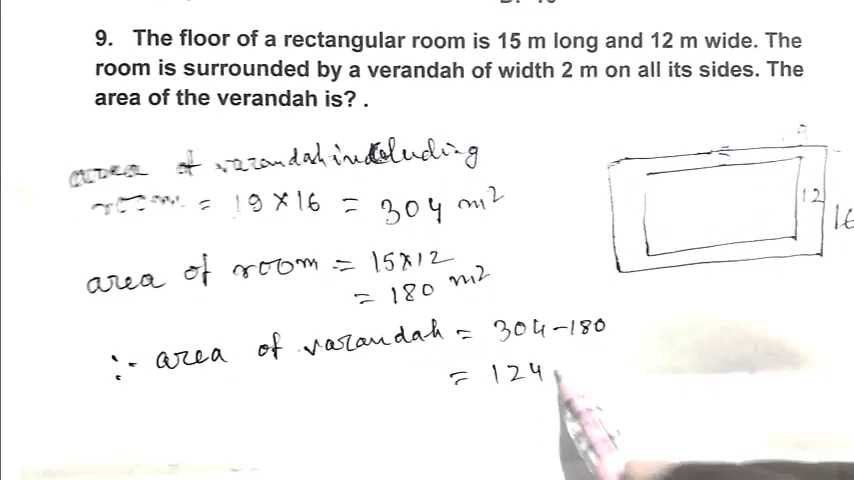 9. The floor of a rectangular room is 15 m long and 12 m wide. The
room is surrounded by a verandah of width 2 m on all its sides. The
area of the verandah is? .
area of varandah including
room = 19 × 16 = 304 m²
12
16
area of room = 15×12
= 180 m²
∴ area of varandah = 304-180
= 124